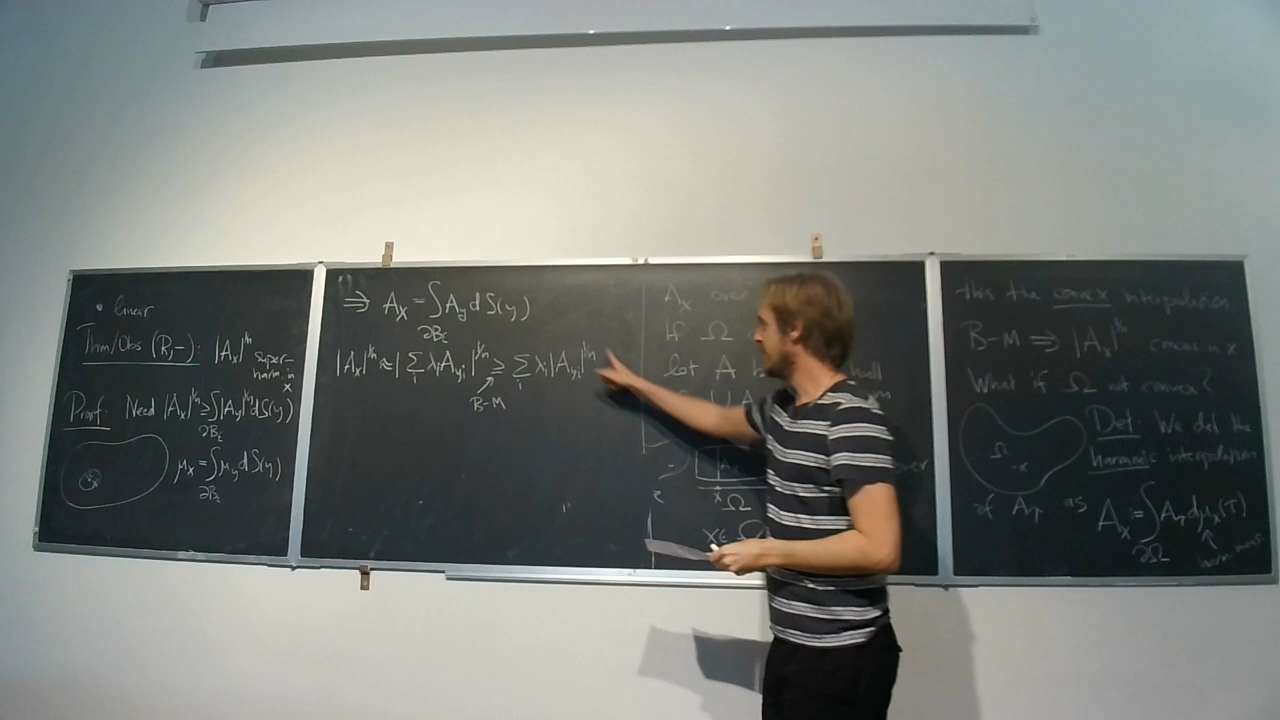 • linear
Thm/Obs (R,–): |A_x|^{1/n} super-harm. in x
Proof: Need |A_x|^{1/n} ≥ ∫_{∂B_ε} |A_y|^{1/n} dS(y)
μ_x = ∫_{∂B_ε} μ_y dS(y)
⇒ A_x = ∫_{∂B_ε} A_y dS(y)
|A_x|^{1/n} ≈ |∑_i λ_i A_{y_i}|^{1/n} ≥ ∑_i λ_i |A_{y_i}|^{1/n}
B-M
A_x over
If Ω
let A
Ω
x∈ Ω
this the convex interpolation
B-M ⇒ |A_x|^{1/n} concave in x
What if Ω not convex?
Ω
·x
Def: We def the
harmonic interpolation
of A_T as A_x = ∫_{∂Ω} A_T dμ_x(T)